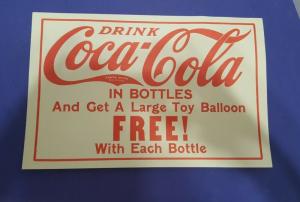 DRINK
Coca-Cola
IN BOTTLES
And Get A Large Toy Balloon
FREE!
With Each Bottle